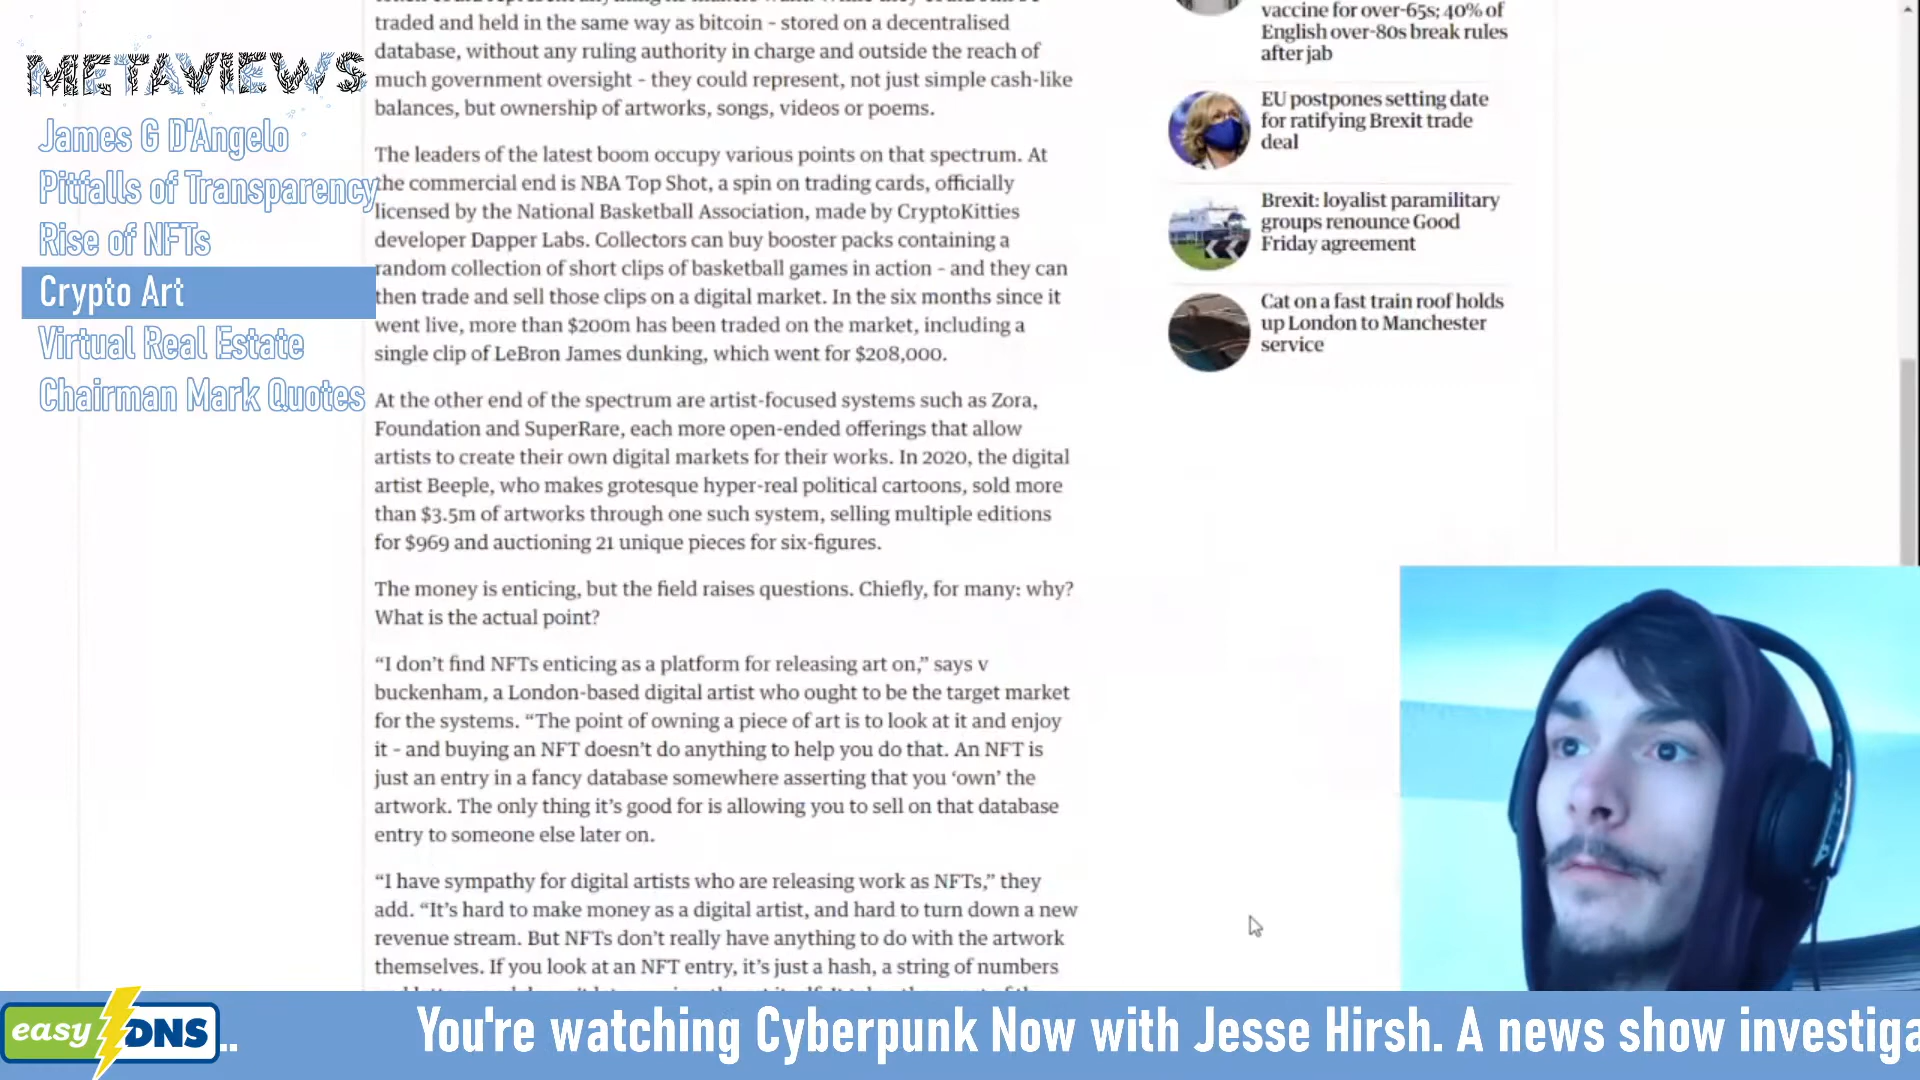 METAVIEWS
James G D'Angelo
Pitfalls of Transparency
Rise of NFTs
Crypto Art
Virtual Real Estate
Chairman Mark Quotes
traded and held in the same way as bitcoin - stored on a decentralised
database, without any ruling authority in charge and outside the reach of
much government oversight - they could represent, not just simple cash-like
balances, but ownership of artworks, songs, videos or poems.
The leaders of the latest boom occupy various points on that spectrum. At
the commercial end is NBA Top Shot, a spin on trading cards, officially
licensed by the National Basketball Association, made by CryptoKitties
developer Dapper Labs. Collectors can buy booster packs containing a
random collection of short clips of basketball games in action - and they can
then trade and sell those clips on a digital market. In the six months since it
went live, more than $200m has been traded on the market, including a
single clip of LeBron James dunking, which went for $208,000.
At the other end of the spectrum are artist-focused systems such as Zora,
Foundation and SuperRare, each more open-ended offerings that allow
artists to create their own digital markets for their works. In 2020, the digital
artist Beeple, who makes grotesque hyper-real political cartoons, sold more
than $3.5m of artworks through one such system, selling multiple editions
for $969 and auctioning 21 unique pieces for six-figures.
The money is enticing, but the field raises questions. Chiefly, for many: why?
What is the actual point?
“I don’t find NFTs enticing as a platform for releasing art on,” says v
buckenham, a London-based digital artist who ought to be the target market
for the systems. “The point of owning a piece of art is to look at it and enjoy
it - and buying an NFT doesn’t do anything to help you do that. An NFT is
just an entry in a fancy database somewhere asserting that you ‘own’ the
artwork. The only thing it’s good for is allowing you to sell on that database
entry to someone else later on.
“I have sympathy for digital artists who are releasing work as NFTs,” they
add. “It’s hard to make money as a digital artist, and hard to turn down a new
revenue stream. But NFTs don’t really have anything to do with the artwork
themselves. If you look at an NFT entry, it’s just a hash, a string of numbers
vaccine for over-65s; 40% of
English over-80s break rules
after jab
EU postpones setting date
for ratifying Brexit trade
deal
Brexit: loyalist paramilitary
groups renounce Good
Friday agreement
Cat on a fast train roof holds
up London to Manchester
service
easy DNS
..
You're watching Cyberpunk Now with Jesse Hirsh. A news show investiga